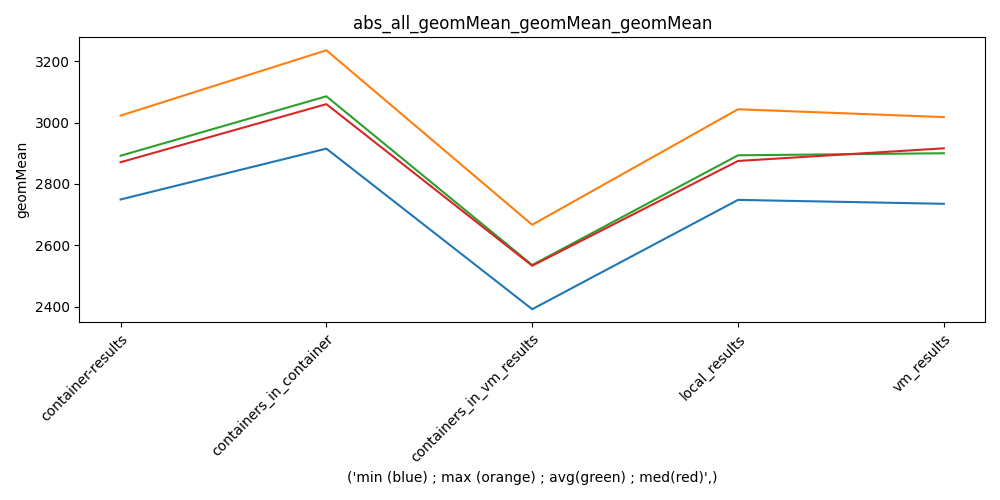 abs_all_geomMean_geomMean_geomMean
geomMean
3200
3000
2800
2600
2400
container-results
containers_in_container
containers_in_vm_results
local_results
vm_results
('min (blue) ; max (orange) ; avg(green) ; med(red)',)